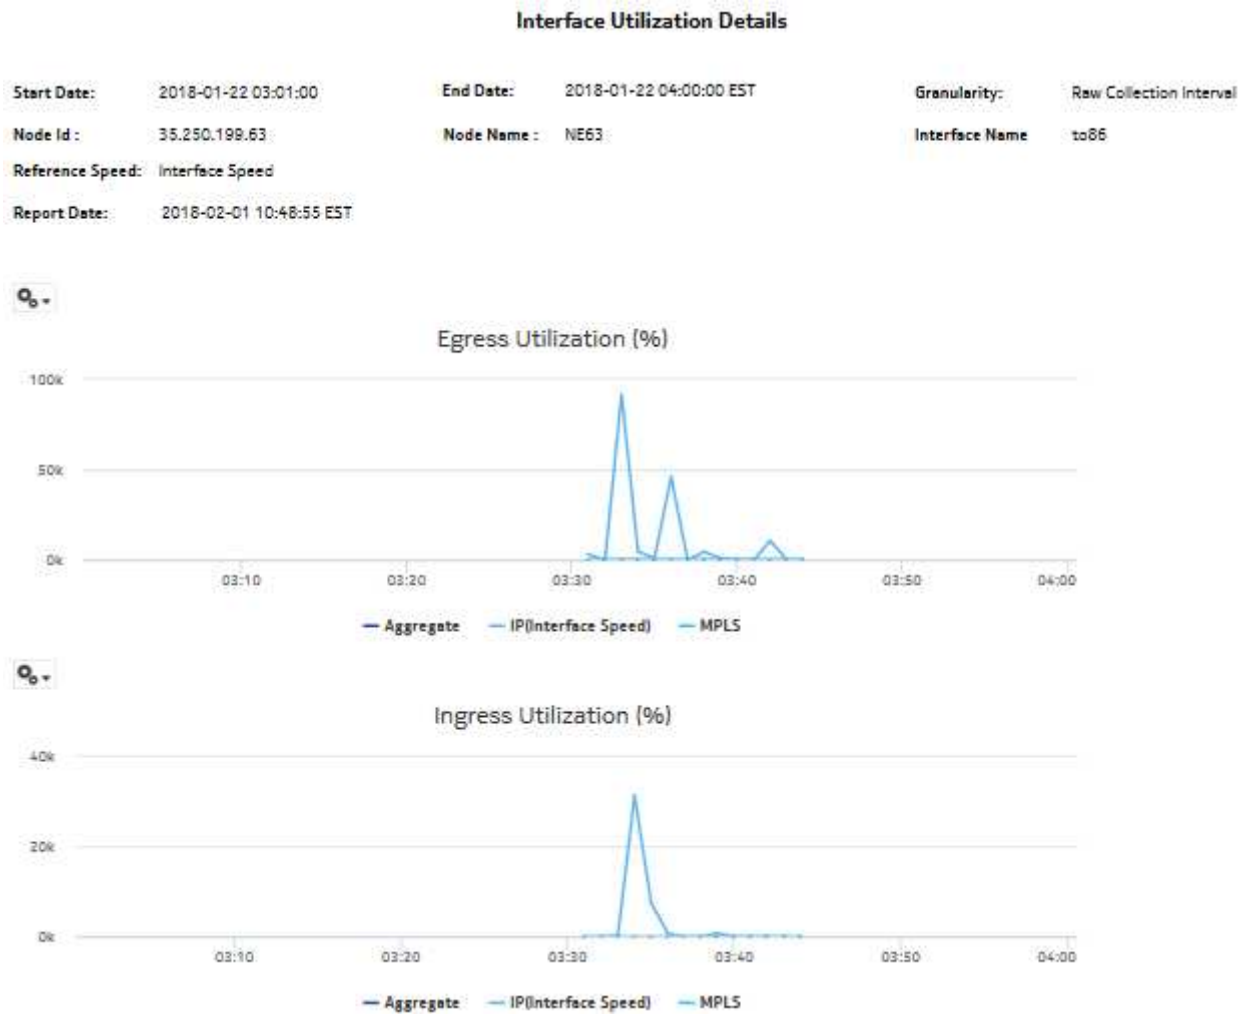 Interface Utilization Details
Start Date: 2018-01-22 03:01:00 End Date: 2018-01-22 04:00:00 EST Granularity: Raw Collection Interval
Node Id : 35.250.199.63 Node Name : NE63 Interface Name to86
Reference Speed: Interface Speed
Report Date: 2018-02-01 10:48:55 EST
Egress Utilization (%)
100k
50k
0k
03:10 03:20 03:30 03:40 03:50 04:00
Aggregate IP(Interface Speed) MPLS
Ingress Utilization (%)
40k
20k
0k
03:10 03:20 03:30 03:40 03:50 04:00
Aggregate IP(Interface Speed) MPLS